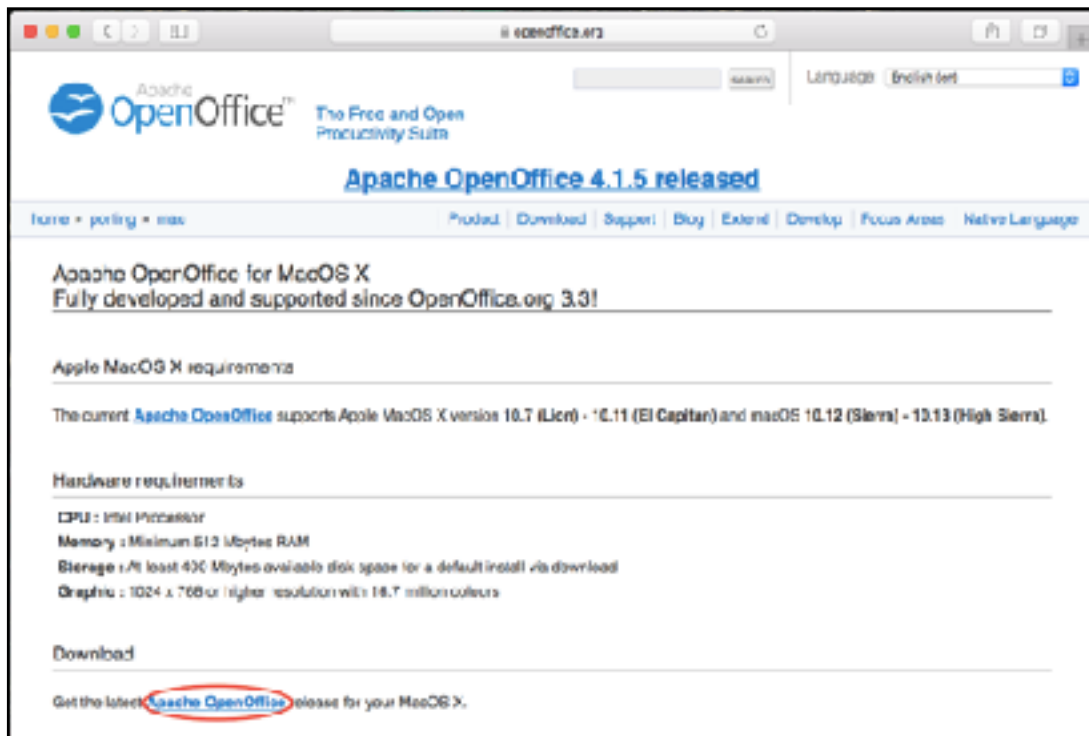 openoffice.org
search
Language
Apache
OpenOffice™
The Free and Open
Productivity Suite
Apache OpenOffice 4.1.5 released
home » porting » mac
Product Download Support Blog Extend Develop Focus Areas Native Language
Apache OpenOffice for MacOS X
Fully developed and supported since OpenOffice.org 3.3!
Apple MacOS X requirements
The current Apache OpenOffice supports Apple MacOS X version 10.7 (Lion) - 10.11 (El Capitan) and macOS 10.12 (Sierra) - 10.13 (High Sierra).
Hardware requirements
CPU : Intel Processor
Memory : Minimum 512 Mbytes RAM
Storage : At least 400 Mbytes available disk space for a default install via download
Graphic : 1024 x 768 or higher resolution with 16.7 million colours
Download
Get the latest Apache OpenOffice release for your MacOS X.